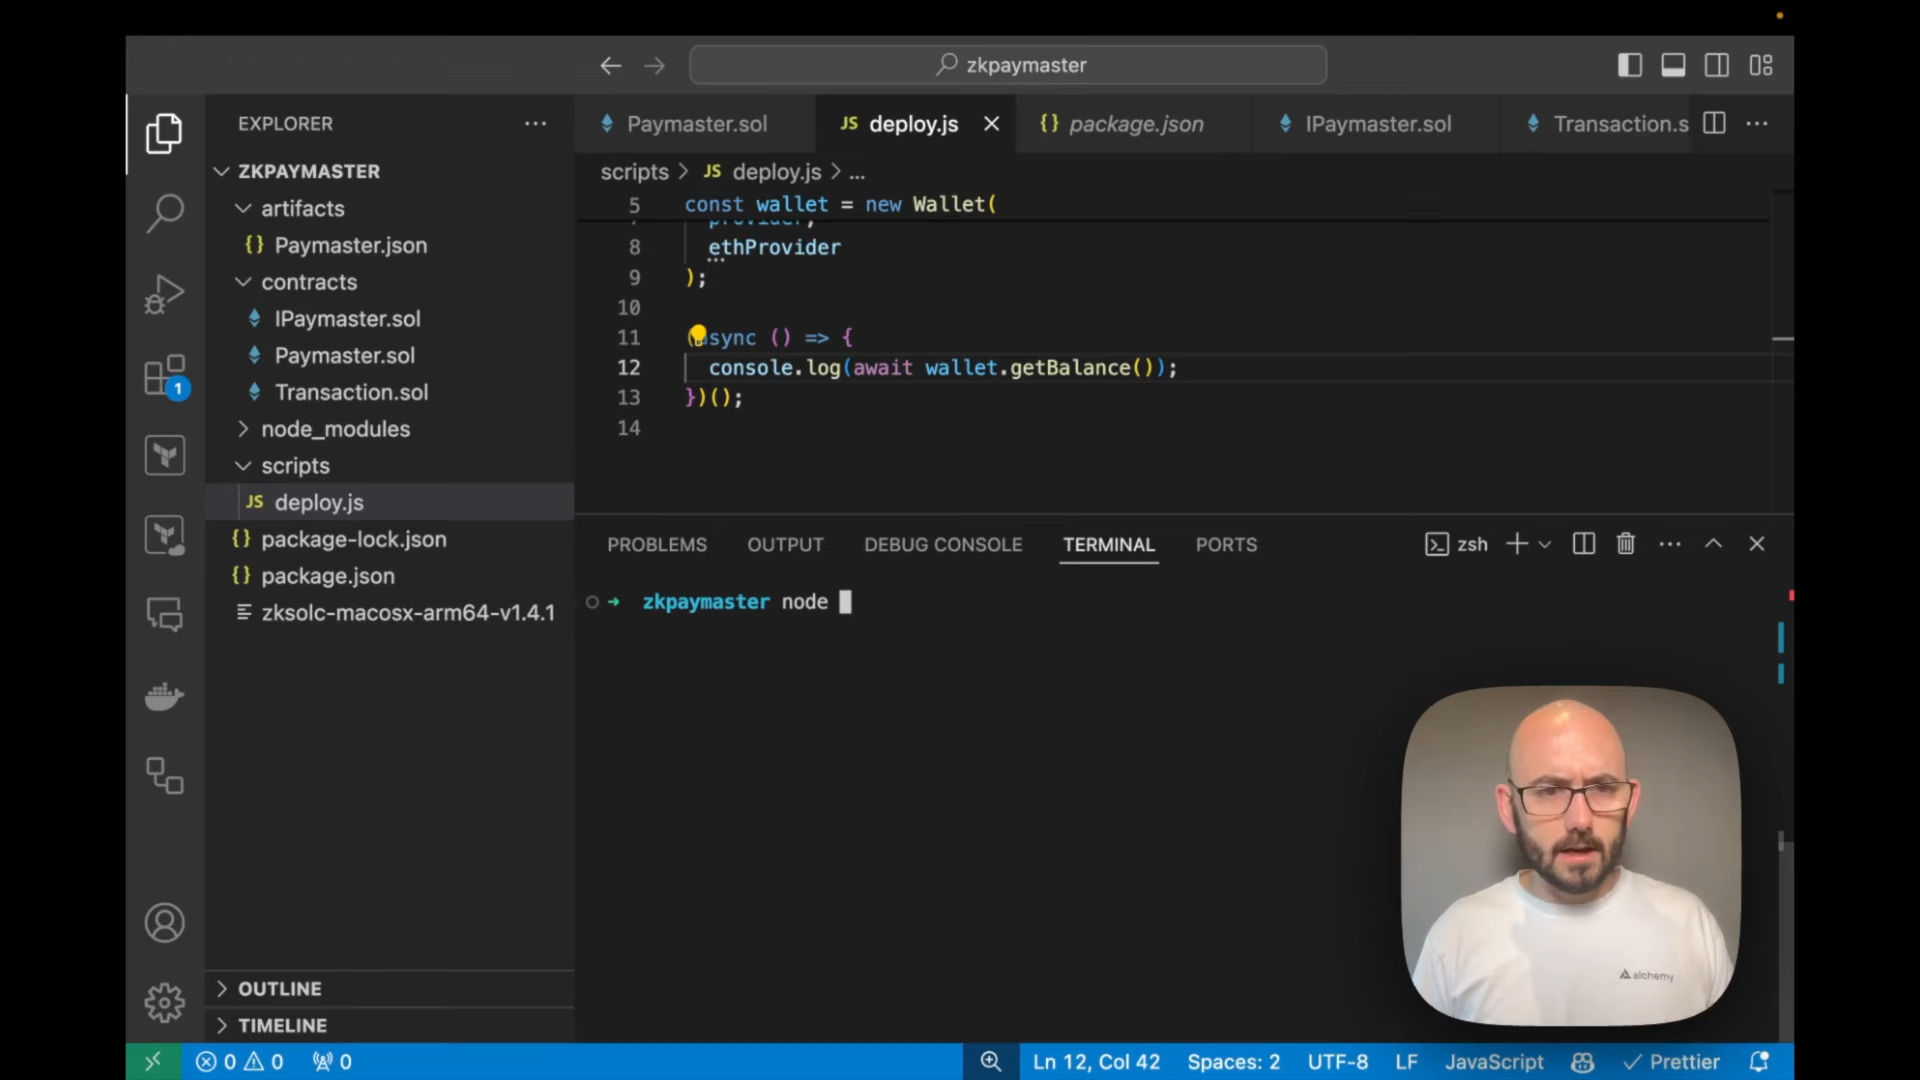 zkpaymaster
EXPLORER
ZKPAYMASTER
artifacts
{} Paymaster.json
contracts
IPaymaster.sol
Paymaster.sol
Transaction.sol
node_modules
scripts
JS deploy.js
{} package-lock.json
{} package.json
zksolc-macosx-arm64-v1.4.1
OUTLINE
TIMELINE
1
Paymaster.sol
JS deploy.js
{} package.json
IPaymaster.sol
Transaction.s
scripts > JS deploy.js > ...
5 const wallet = new Wallet(
provider,
8 ethProvider
9 );
10
11 sync () => {
12 console.log(await wallet.getBalance());
13 })();
14
PROBLEMS OUTPUT DEBUG CONSOLE TERMINAL PORTS
zsh
zkpaymaster node
alchemy
0 0 0
Ln 12, Col 42 Spaces: 2 UTF-8 LF JavaScript Prettier